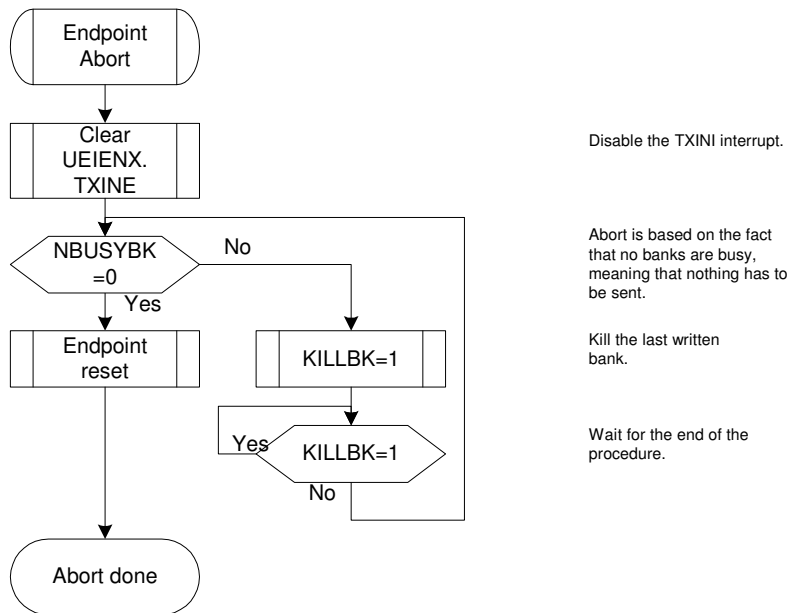 Endpoint
Abort
Clear
UEIENX.
TXINE
Disable the TXINI interrupt.
NBUSYBK
=0
No
Yes
Abort is based on the fact
that no banks are busy,
meaning that nothing has to
be sent.
Endpoint
reset
KILLBK=1
Kill the last written
bank.
Yes
KILLBK=1
No
Wait for the end of the
procedure.
Abort done